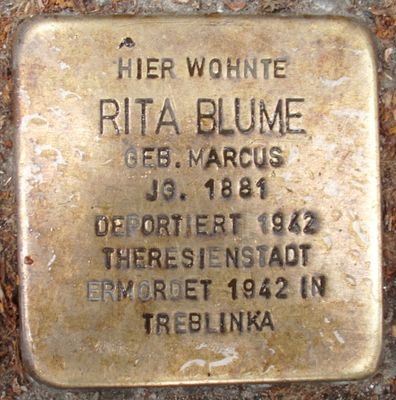 HIER WOHNTE
RITA BLUME
GEB. MARCUS
JG. 1881
DEPORTIERT 1942
THERESIENSTADT
ERMORDET 1942 IN
TREBLINKA